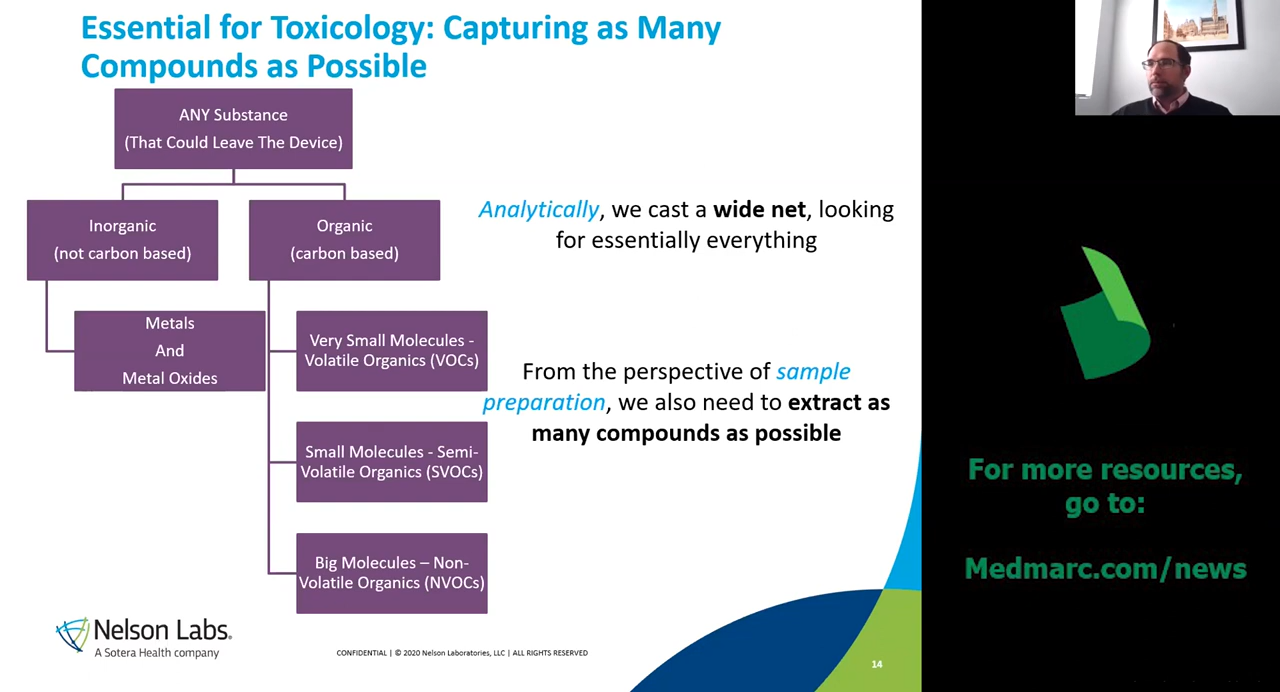 Essential for Toxicology: Capturing as Many
Compounds as Possible
ANY Substance
(That Could Leave The Device)
Inorganic
(not carbon based)
Organic
(carbon based)
Metals
And
Metal Oxides
Very Small Molecules -
Volatile Organics (VOCs)
Small Molecules - Semi-
Volatile Organics (SVOCs)
Big Molecules – Non-
Volatile Organics (NVOCs)
Analytically, we cast a wide net, looking
for essentially everything
From the perspective of sample
preparation, we also need to extract as
many compounds as possible
Nelson Labs.
A Sotera Health company
CONFIDENTIAL | © 2020 Nelson Laboratories, LLC | ALL RIGHTS RESERVED
14
For more resources,
go to:
Medmarc.com/news